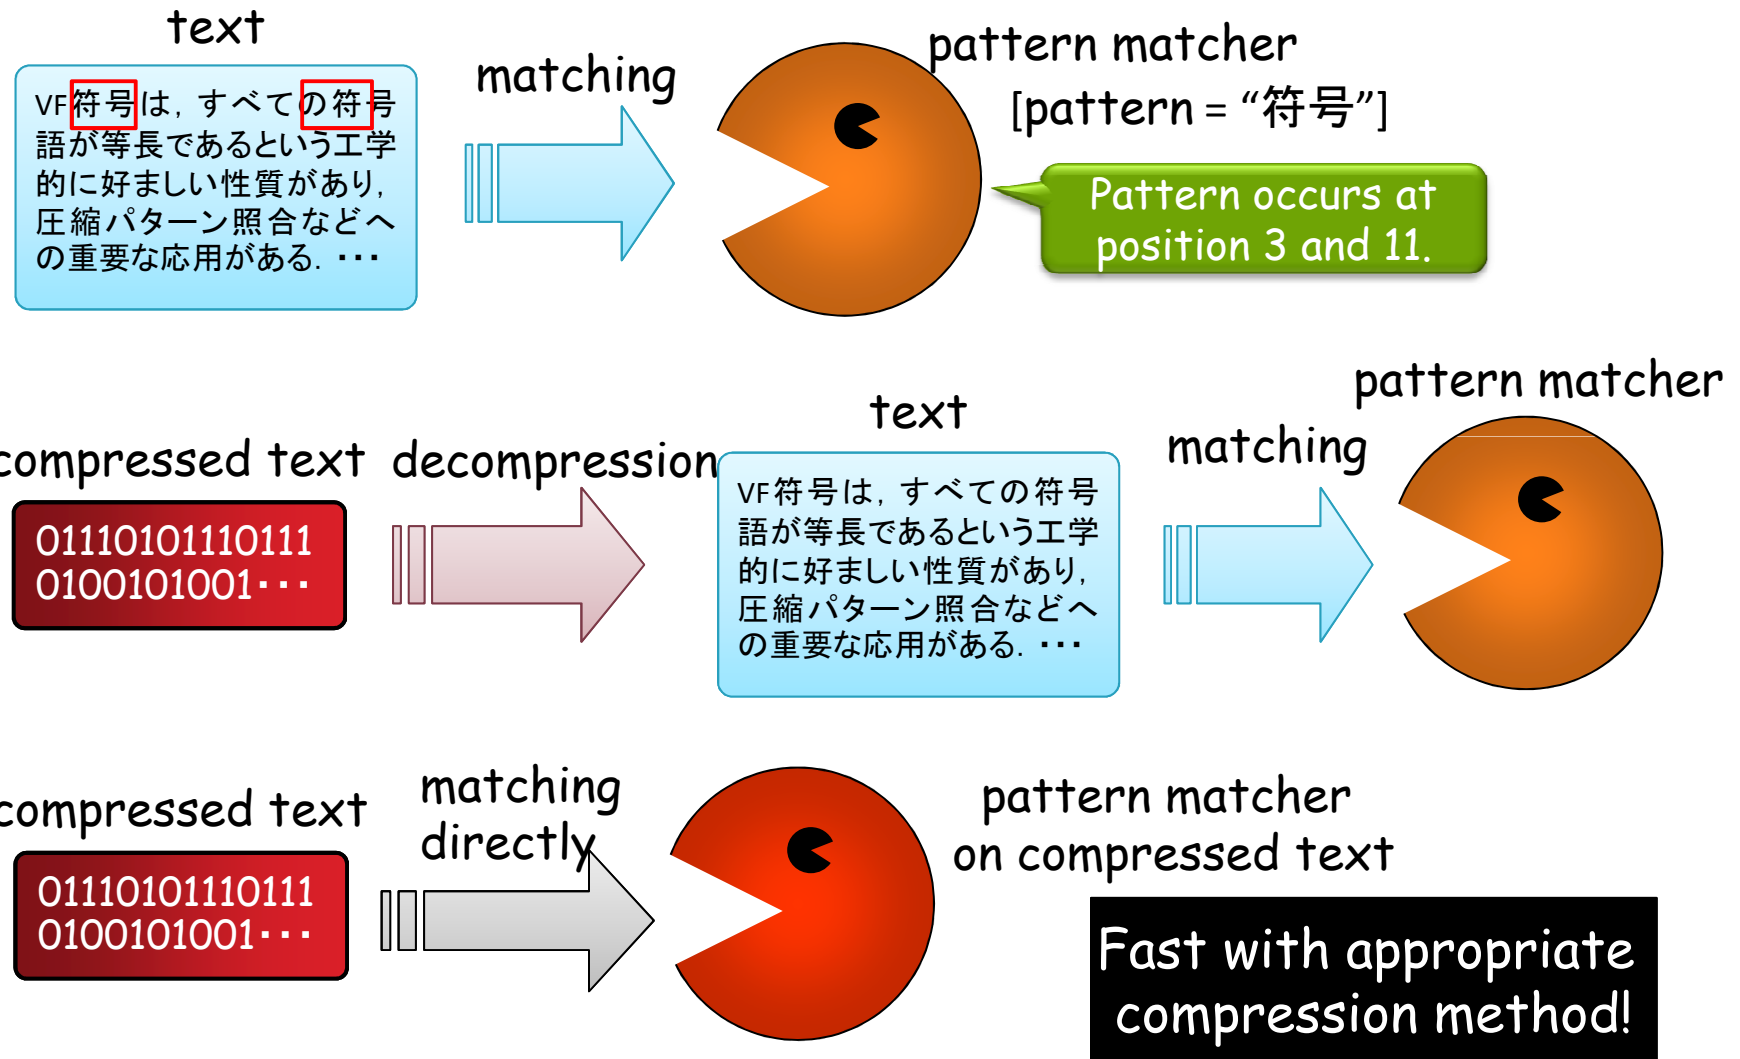 text
VF符号は，すべての符号
語が等長であるという工学
的に好ましい性質があり，
圧縮パターン照合などへ
の重要な応用がある．・・・
matching
pattern matcher
[pattern = “符号”]
Pattern occurs at
position 3 and 11.
compressed text
01110101110111
0100101001・・・
decompression
text
VF符号は，すべての符号
語が等長であるという工学
的に好ましい性質があり，
圧縮パターン照合などへ
の重要な応用がある．・・・
matching
pattern matcher
compressed text
01110101110111
0100101001・・・
matching
directly
pattern matcher
on compressed text
Fast with appropriate
compression method!